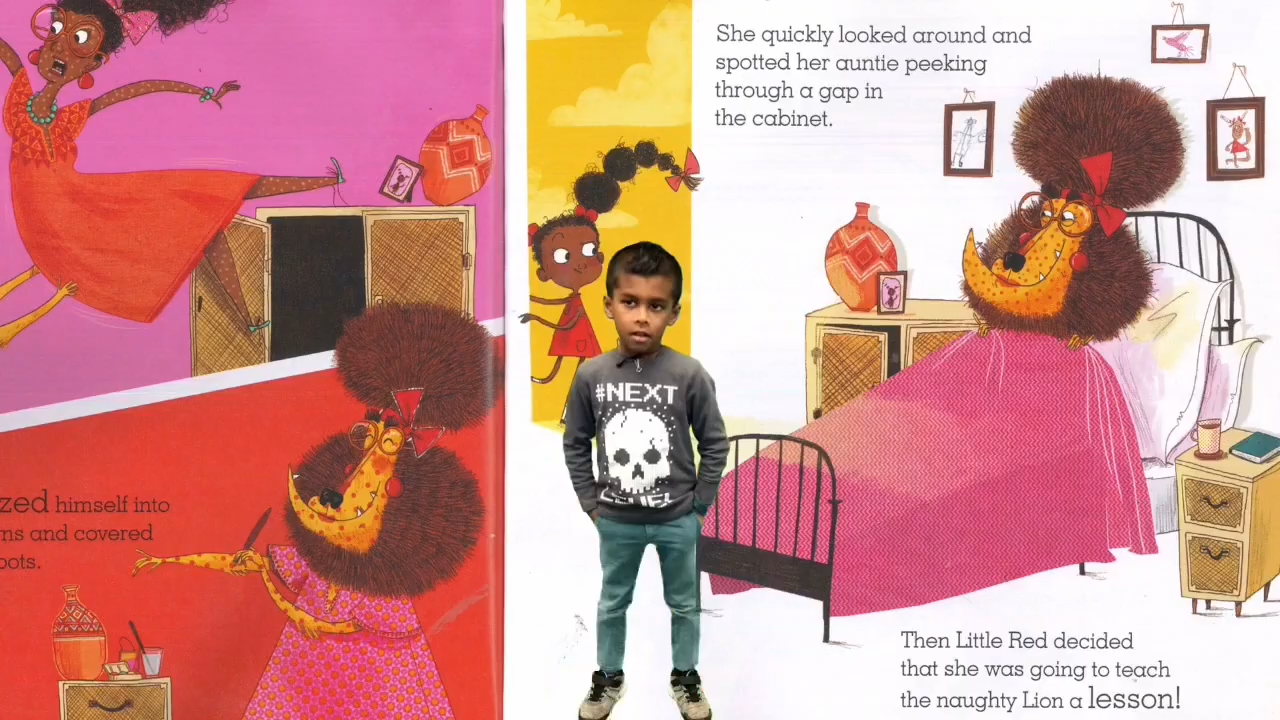 zed himself into
ns and covered
pots.
She quickly looked around and
spotted her auntie peeking
through a gap in
the cabinet.
#NEXT
Then Little Red decided
that she was going to teach
the naughty Lion a lesson!